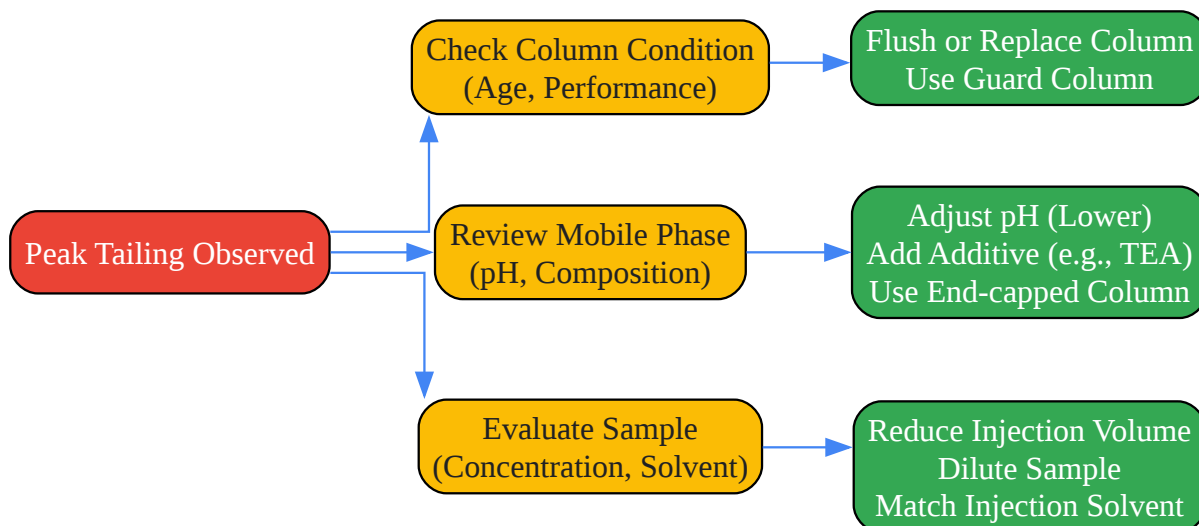 Check Column Condition
(Age, Performance)
Flush or Replace Column
Use Guard Column
Peak Tailing Observed
Review Mobile Phase
(pH, Composition)
Adjust pH (Lower)
Add Additive (e.g., TEA)
Use End-capped Column
Evaluate Sample
(Concentration, Solvent)
Reduce Injection Volume
Dilute Sample
Match Injection Solvent